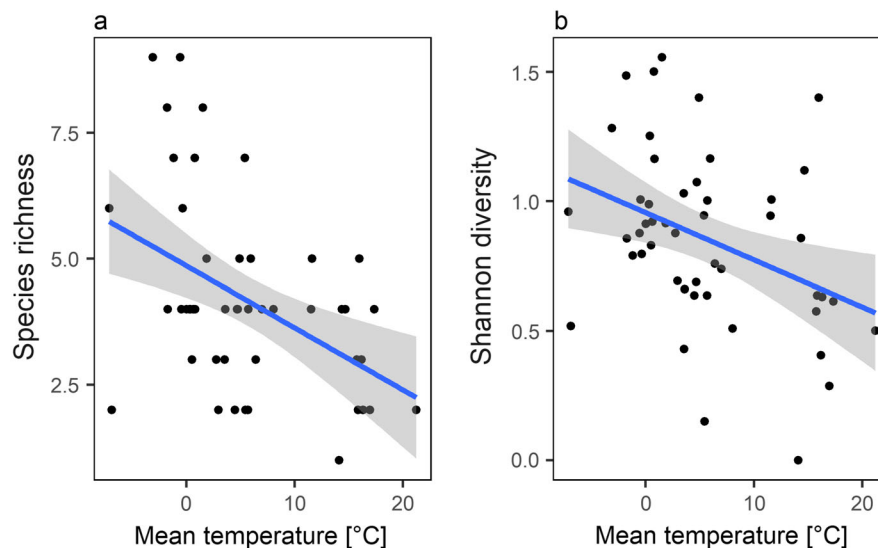 a
Species richness
7.5
5.0
2.5
0 10 20
Mean temperature [°C]
b
Shannon diversity
1.5
1.0
0.5
0.0
0 10 20
Mean temperature [°C]